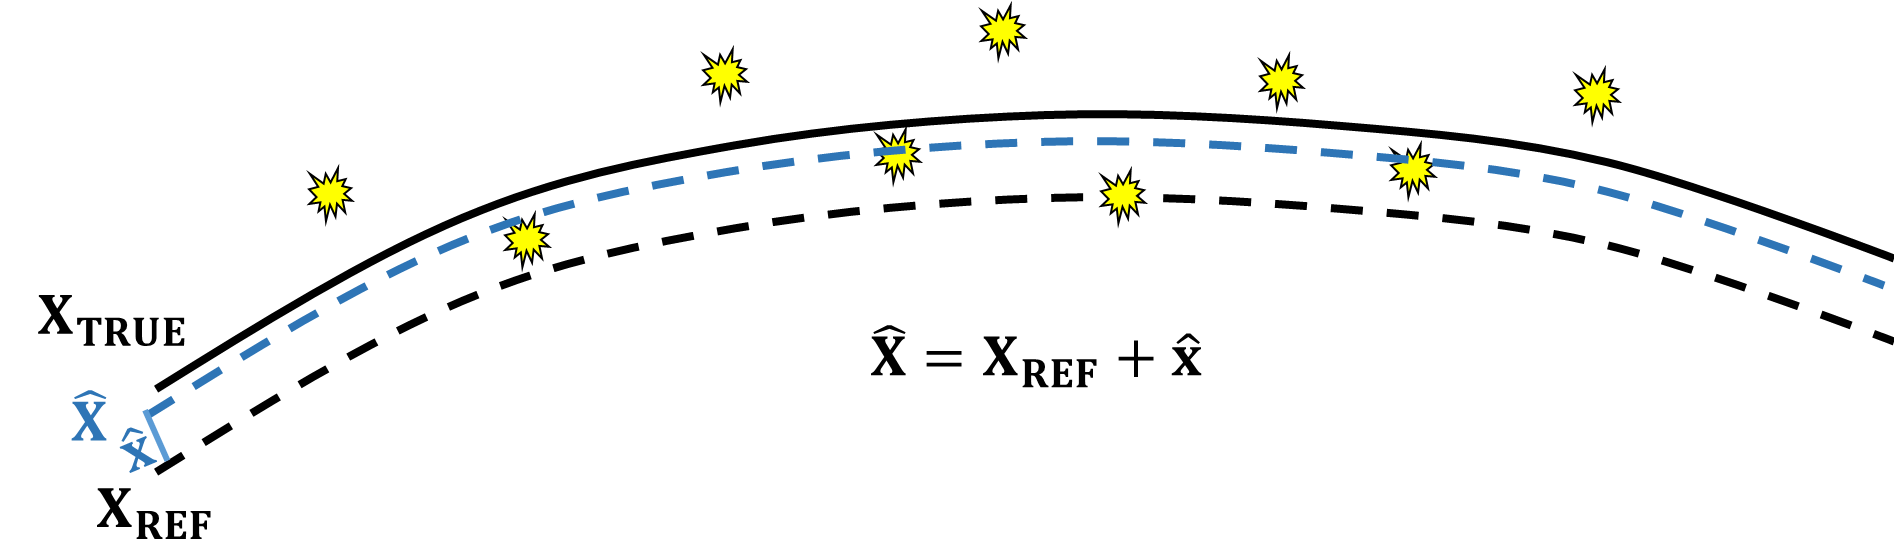 X_TRUE
X̂
x̂
X_REF
X̂ = X_REF + x̂